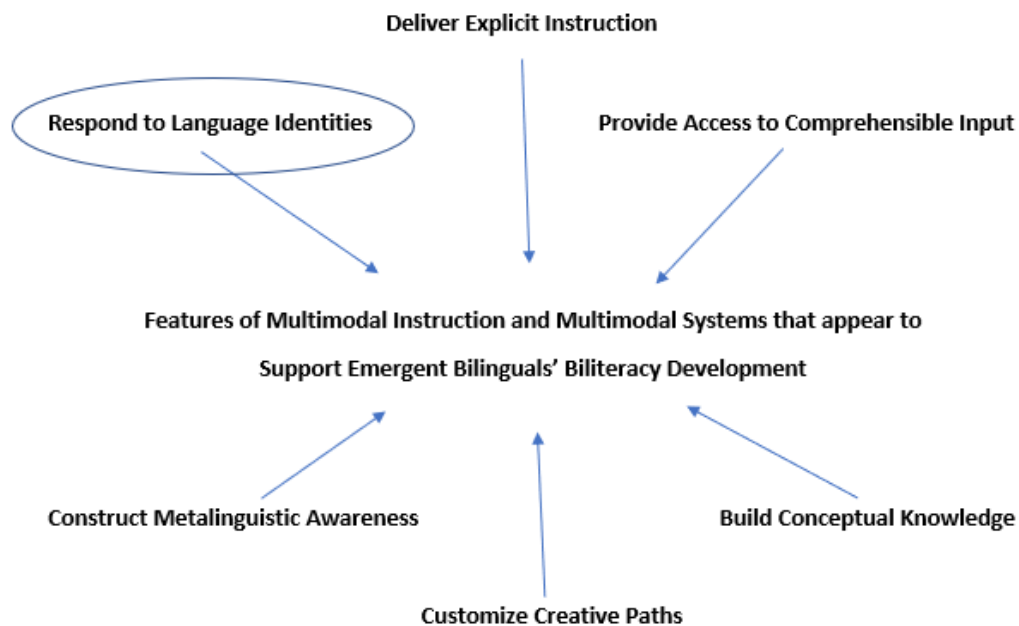 Deliver Explicit Instruction
Respond to Language Identities
Provide Access to Comprehensible Input
Features of Multimodal Instruction and Multimodal Systems that appear to
Support Emergent Bilinguals’ Biliteracy Development
Construct Metalinguistic Awareness
Build Conceptual Knowledge
Customize Creative Paths